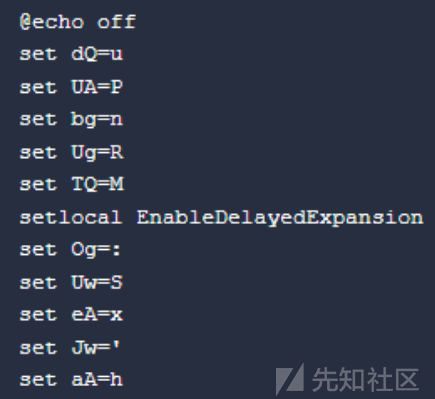 @echo off
set dQ=u
set UA=P
set bg=n
set Ug=R
set TQ=M
setlocal EnableDelayedExpansion
set Og=:
set Uw=S
set eA=x
set Jw='
set aA=h
先知社区